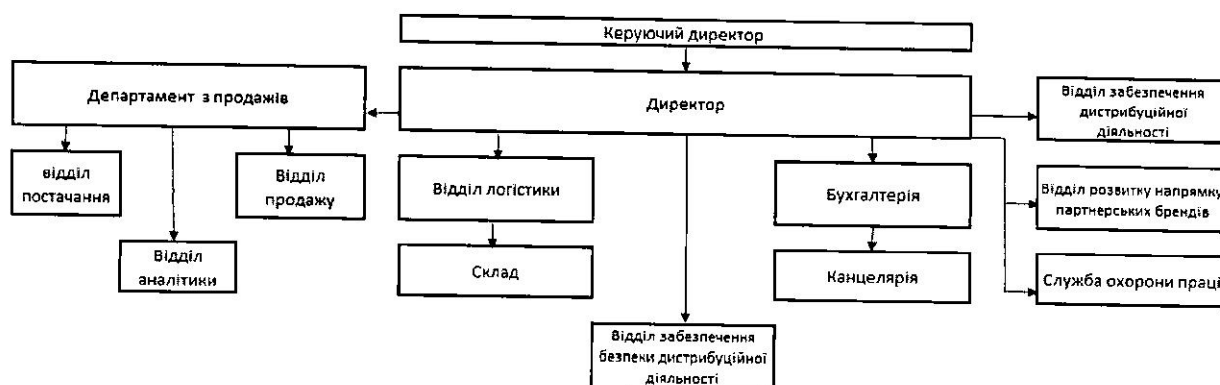 Керуючий директор
Департамент з продажів
Директор
Відділ забезпечення
дистрибуційної
діяльності
відділ
постачання
Відділ
продажу
Відділ логістики
Бухгалтерія
Відділ розвитку напрямку
партнерських брендів
Відділ
аналітики
Склад
Канцелярія
Служба охорони праці
Відділ забезпечення
безпеки дистрибуційної
діяльності